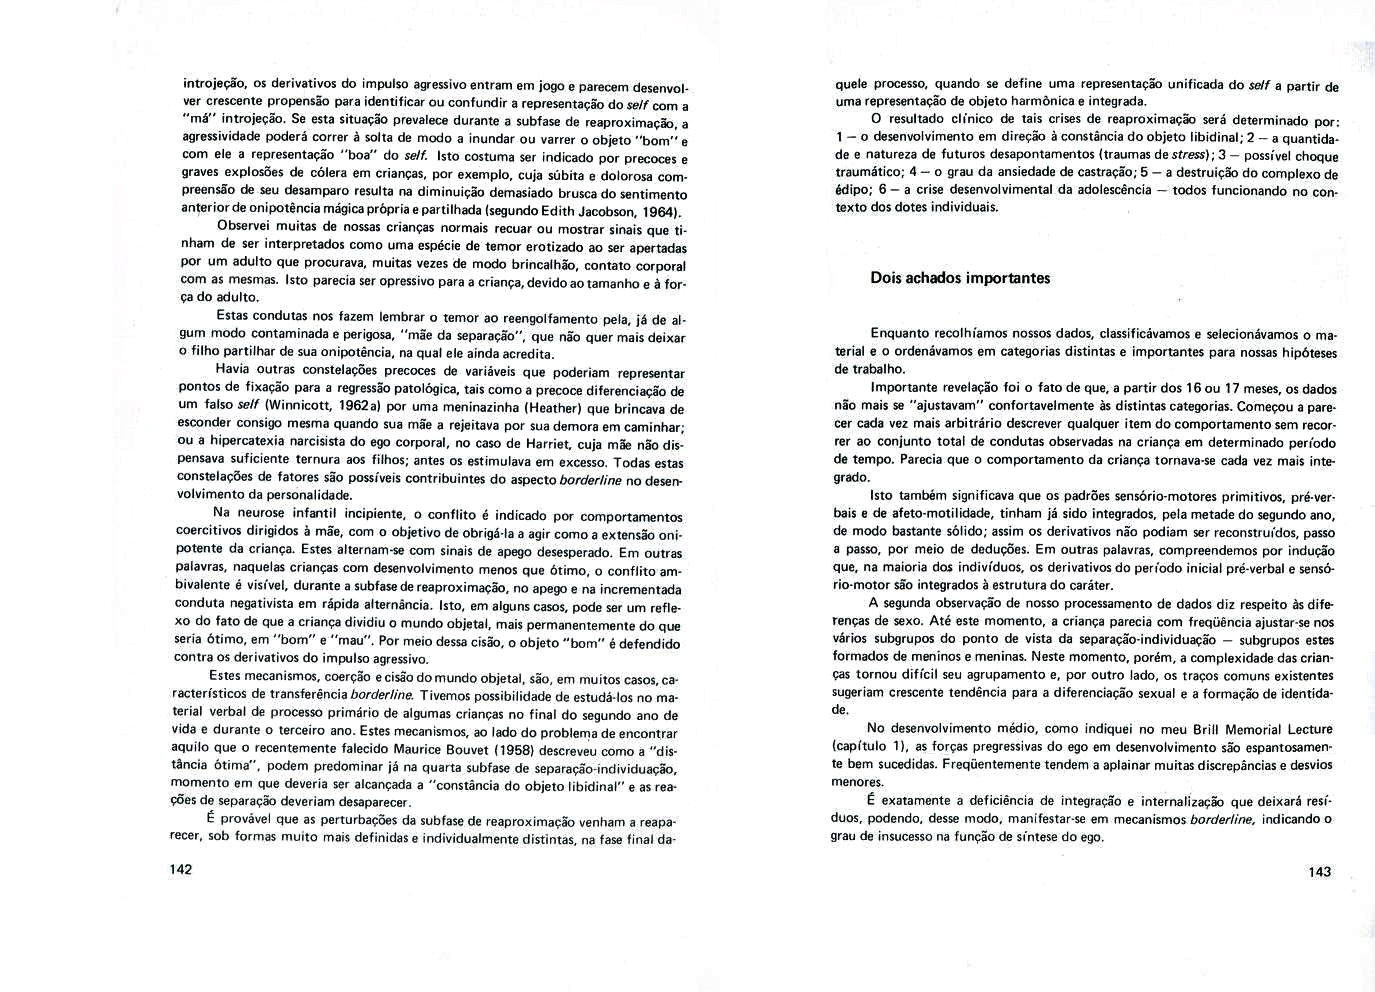 introjeção, os derivativos do impulso agressivo entram em jogo e parecem desenvol-
ver crescente propensão para identificar ou confundir a representação do self com a
"má" introjeção. Se esta situação prevalece durante a subfase de reaproximação, a
agressividade poderá correr à solta de modo a inundar ou varrer o objeto "bom" e
com ele a representação "boa" do self. Isto costuma ser indicado por precoces e
graves explosões de cólera em crianças, por exemplo, cuja súbita e dolorosa com-
preensão de seu desamparo resulta na diminuição demasiado brusca do sentimento
anterior de onipotência mágica própria e partilhada (segundo Edith Jacobson, 1964).
Observei muitas de nossas crianças normais recuar ou mostrar sinais que ti-
nham de ser interpretados como uma espécie de temor erotizado ao ser apertadas
por um adulto que procurava, muitas vezes de modo brincalhão, contato corporal
com as mesmas. Isto parecia ser opressivo para a criança, devido ao tamanho e à for-
ça do adulto.
Estas condutas nos fazem lembrar o temor ao reengolfamento pela, já de al-
gum modo contaminada e perigosa, "mãe da separação", que não quer mais deixar
o filho partilhar de sua onipotência, na qual ele ainda acredita.
Havia outras constelações precoces de variáveis que poderiam representar
pontos de fixação para a regressão patológica, tais como a precoce diferenciação de
um falso self (Winnicott, 1962a) por uma meninazinha (Heather) que brincava de
esconder consigo mesma quando sua mãe a rejeitava por sua demora em caminhar;
ou a hipercatexia narcisista do ego corporal, no caso de Harriet, cuja mãe não dis-
pensava suficiente ternura aos filhos; antes os estimulava em excesso. Todas estas
constelações de fatores são possíveis contribuintes do aspecto borderline no desen-
volvimento da personalidade.
Na neurose infantil incipiente, o conflito é indicado por comportamentos
coercitivos dirigidos à mãe, com o objetivo de obrigá-la a agir como a extensão oni-
potente da criança. Estes alternam-se com sinais de apego desesperado. Em outras
palavras, naquelas crianças com desenvolvimento menos que ótimo, o conflito am-
bivalente é visível, durante a subfase de reaproximação, no apego e na incrementada
conduta negativista em rápida alternância. Isto, em alguns casos, pode ser um refle-
xo do fato de que a criança dividiu o mundo objetal, mais permanentemente do que
seria ótimo, em "bom" e "mau". Por meio dessa cisão, o objeto "bom" é defendido
contra os derivativos do impulso agressivo.
Estes mecanismos, coerção e cisão do mundo objetal, são, em muitos casos, ca-
racterísticos de transferência borderline. Tivemos possibilidade de estudá-los no ma-
terial verbal de processo primário de algumas crianças no final do segundo ano de
vida e durante o terceiro ano. Estes mecanismos, ao lado do problema de encontrar
aquilo que o recentemente falecido Maurice Bouvet (1958) descreveu como a "dis-
tância ótima", podem predominar já na quarta subfase de separação-individuação,
momento em que deveria ser alcançada a "constância do objeto libidinal" e as rea-
ções de separação deveriam desaparecer.
É provável que as perturbações da subfase de reaproximação venham a reapa-
recer, sob formas muito mais definidas e individualmente distintas, na fase final da-
142
quele processo, quando se define uma representação unificada do self a partir de
uma representação de objeto harmônica e integrada.
O resultado clínico de tais crises de reaproximação será determinado por:
1 — o desenvolvimento em direção à constância do objeto libidinal; 2 — a quantida-
de e natureza de futuros desapontamentos (traumas de stress); 3 — possível choque
traumático; 4 — o grau da ansiedade de castração; 5 — a destruição do complexo de
édipo; 6 — a crise desenvolvimental da adolescência — todos funcionando no con-
texto dos dotes individuais.
Dois achados importantes
Enquanto recolhíamos nossos dados, classificávamos e selecionávamos o ma-
terial e o ordenávamos em categorias distintas e importantes para nossas hipóteses
de trabalho.
Importante revelação foi o fato de que, a partir dos 16 ou 17 meses, os dados
não mais se "ajustavam" confortavelmente às distintas categorias. Começou a pare-
cer cada vez mais arbitrário descrever qualquer item do comportamento sem recor-
rer ao conjunto total de condutas observadas na criança em determinado período
de tempo. Parecia que o comportamento da criança tornava-se cada vez mais inte-
grado.
Isto também significava que os padrões sensório-motores primitivos, pré-ver-
bais e de afeto-motilidade, tinham já sido integrados, pela metade do segundo ano,
de modo bastante sólido; assim os derivativos não podiam ser reconstruídos, passo
a passo, por meio de deduções. Em outras palavras, compreendemos por indução
que, na maioria dos indivíduos, os derivativos do período inicial pré-verbal e sensó-
rio-motor são integrados à estrutura do caráter.
A segunda observação de nosso processamento de dados diz respeito às dife-
renças de sexo. Até este momento, a criança parecia com freqüência ajustar-se nos
vários subgrupos do ponto de vista da separação-individuação — subgrupos estes
formados de meninos e meninas. Neste momento, porém, a complexidade das crian-
ças tornou difícil seu agrupamento e, por outro lado, os traços comuns existentes
sugeriam crescente tendência para a diferenciação sexual e a formação de identida-
de.
No desenvolvimento médio, como indiquei no meu Brill Memorial Lecture
(capítulo 1), as forças pregressivas do ego em desenvolvimento são espantosamen-
te bem sucedidas. Freqüentemente tendem a aplainar muitas discrepâncias e desvios
menores.
É exatamente a deficiência de integração e internalização que deixará resí-
duos, podendo, desse modo, manifestar-se em mecanismos borderline, indicando o
grau de insucesso na função de síntese do ego.
143